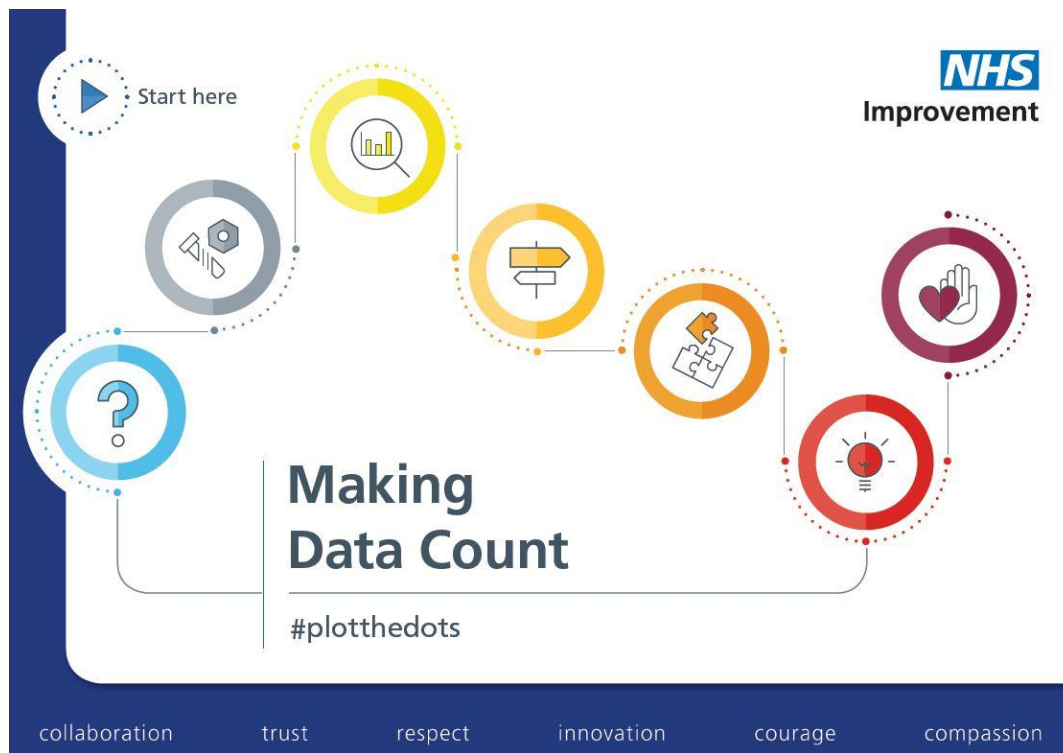 Start here
NHS
Improvement
?
Making
Data Count
#plotthedots
collaboration trust respect innovation courage compassion